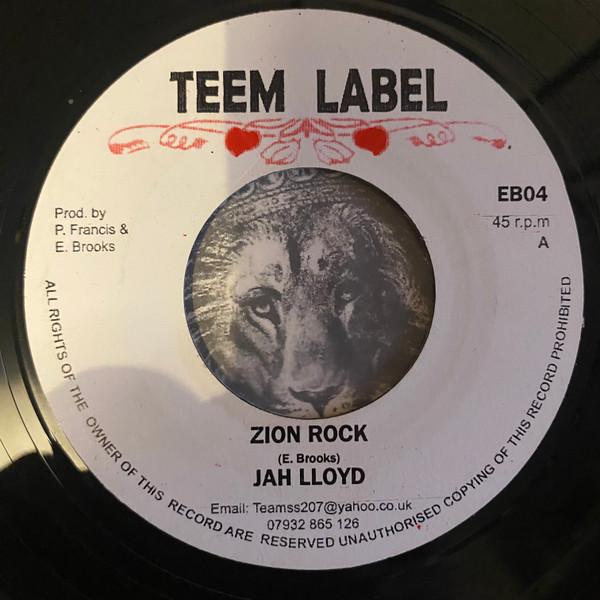 TEEM LABEL
EB04
45 r.p.m
A
Prod. by
P. Francis &
E. Brooks
ZION ROCK
(E. Brooks)
JAH LLOYD
Email: Teamss207@yahoo.co.uk
07932 865 126
ALL RIGHTS OF THE OWNER OF THIS RECORD ARE RESERVED UNAUTHORISED COPYING OF THIS RECORD PROHIBITED